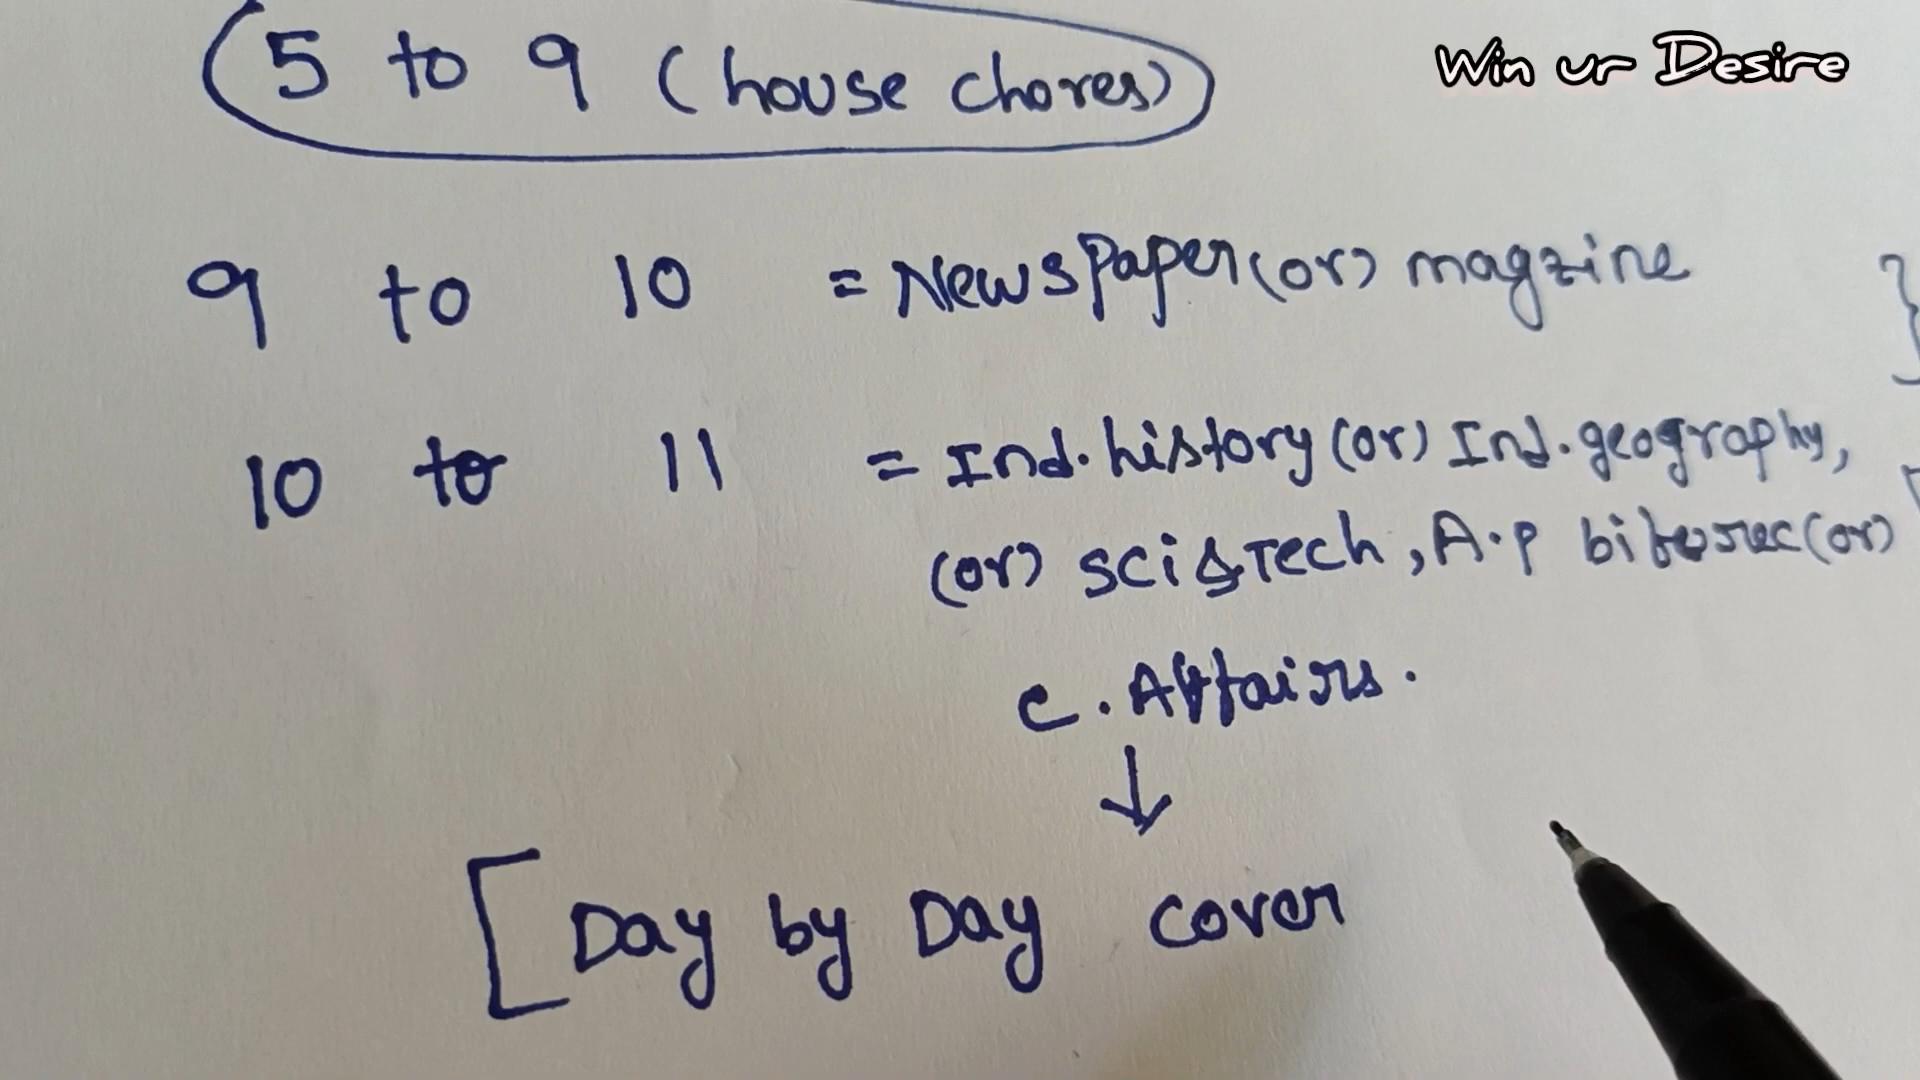 5 to 9 (house chores)
Win ur Desire
9 to 10 = Newspaper (or) magzine }
10 to 11 = Ind. history (or) Ind. geography,
(or) sci & Tech, A.P (or)
C. Affairs.
↓
[ Day by Day cover